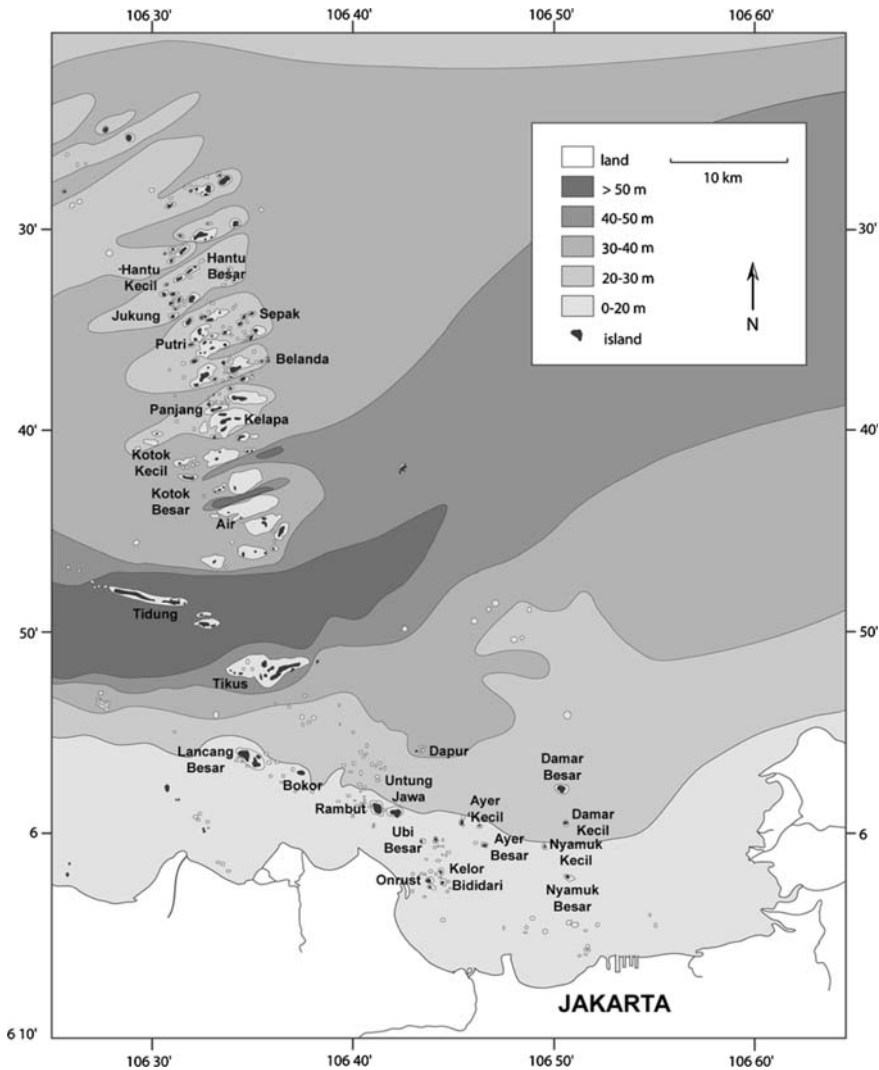 106 30'
106 40'
106 50'
106 60'
land
> 50 m
40-50 m
30-40 m
20-30 m
0-20 m
island
10 km
N
30'
30'
Hantu
Kecil
Hantu
Besar
Jukung
Sepak
Putri
Belanda
Panjang
Kelapa
40'
40'
Kotok
Kecil
Kotok
Besar
Air
Tidung
50'
50'
Tikus
Lancang
Besar
Bokor
Dapur
Untung
Jawa
Rambut
Damar
Besar
Ayer
Kecil
Damar
Kecil
6
6
Ubi
Besar
Ayer
Besar
Nyamuk
Kecil
Kelor
Onrust
Bididari
Nyamuk
Besar
JAKARTA
6 10'
10'
106 30'
106 40'
106 50'
106 60'